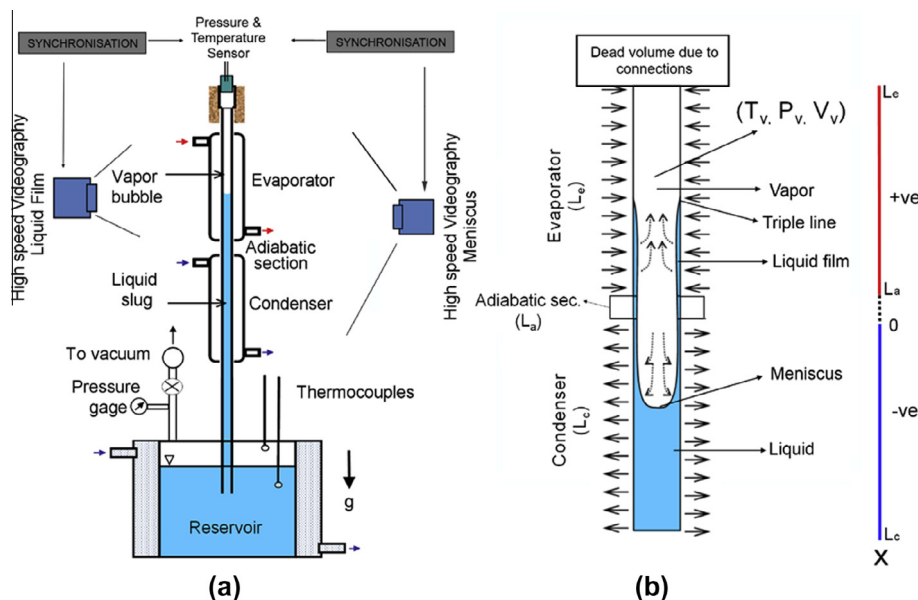 Pressure &
Temperature
Sensor
SYNCHRONISATION
SYNCHRONISATION
High speed Videography
Liquid Film
High speed Videography
Meniscus
Vapor
bubble
Evaporator
Adiabatic
section
Liquid
slug
Condenser
To vacuum
Pressure
gage
Thermocouples
g
Reservoir
(a)
Dead volume due to
connections
(Tv, Pv, Vv)
Evaporator
(Le)
Vapor
Triple line
Liquid film
Adiabatic sec.
(La)
Meniscus
Condenser
(Lc)
Liquid
Le
+ve
La
0
-ve
Lc
X
(b)